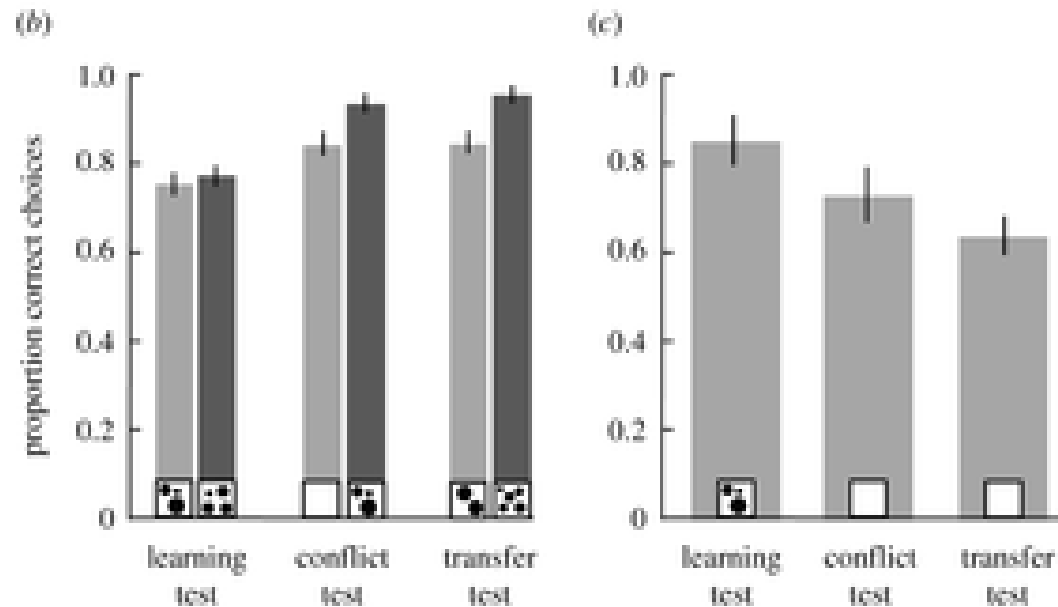 (b)
(c)
proportion correct choices
1.0
0.8
0.6
0.4
0.2
0
learning test
conflict test
transfer test
1.0
0.8
0.6
0.4
0.2
0
learning test
conflict test
transfer test